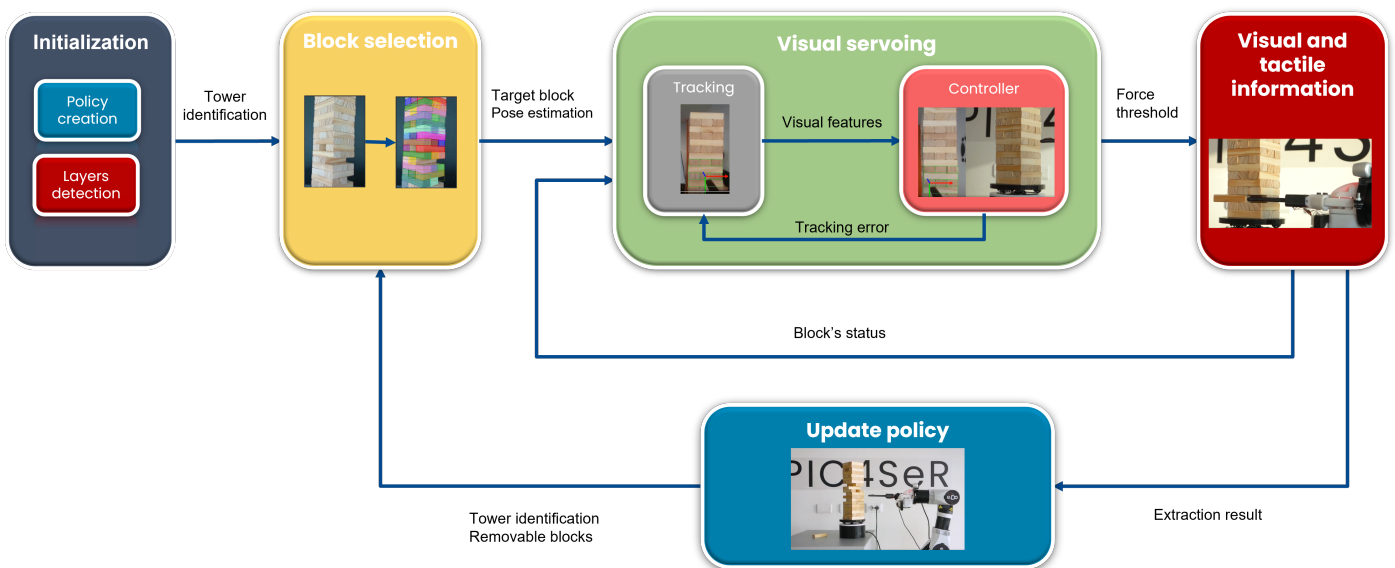 Initialization
Policy
creation
Layers
detection
Tower
identification
Block selection
Target block
Pose estimation
Visual servoing
Tracking
Visual features
Controller
PIC4
Tracking error
Force
threshold
Visual and
tactile
information
4S
Block's status
Update policy
PIC4SeR
Extraction result
Tower identification
Removable blocks